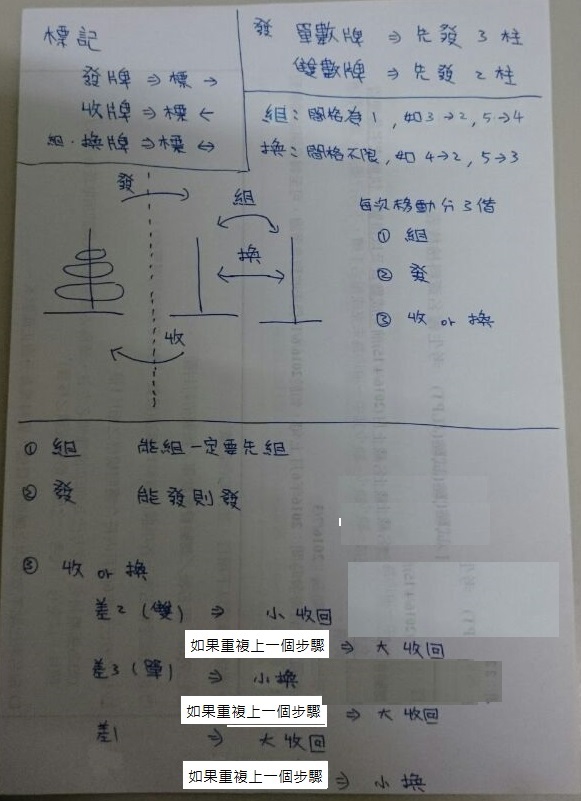 標記
發牌 ⇒ 標 →
收牌 ⇒ 標 ←
組.換牌 ⇒ 標 ↔
發 單數牌 ⇒ 先發3柱
雙數牌 ⇒ 先發2柱
組:間格為1,如3→2,5→4
換:間格不限,如4→2,5→3
發
組
換
收
每次移動分3階
① 組
② 發
③ 收 or 換
① 組 能組一定要先組
② 發 能發則發
③ 收 or 換
差2(雙) ⇒ 小收回
如果重複上一個步驟 ⇒ 大收回
差3(單) ⇒ 小換
如果重複上一個步驟 ⇒ 大收回
差1 ⇒ 大收回
如果重複上一個步驟 ⇒ 小換